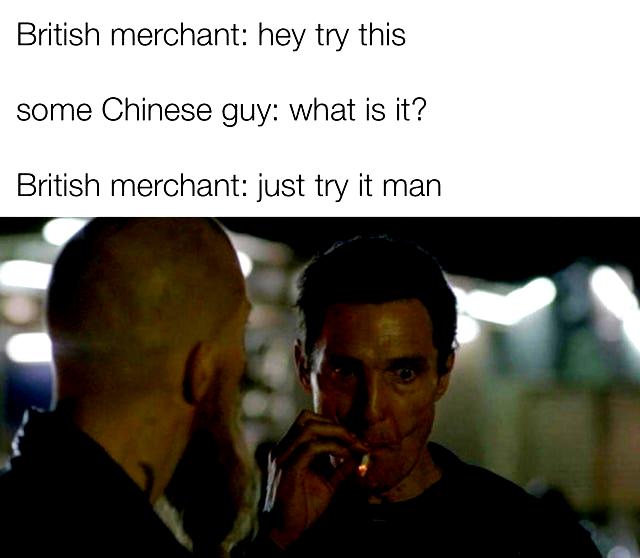 British merchant: hey try this
some Chinese guy: what is it?
British merchant: just try it man